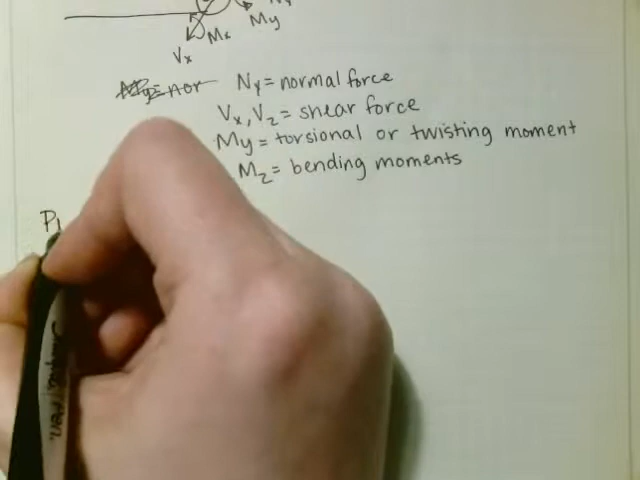 My
Mx
Vx
Ny = normal force
Vx, Vz = shear force
My = torsional or twisting moment
Mz = bending moments